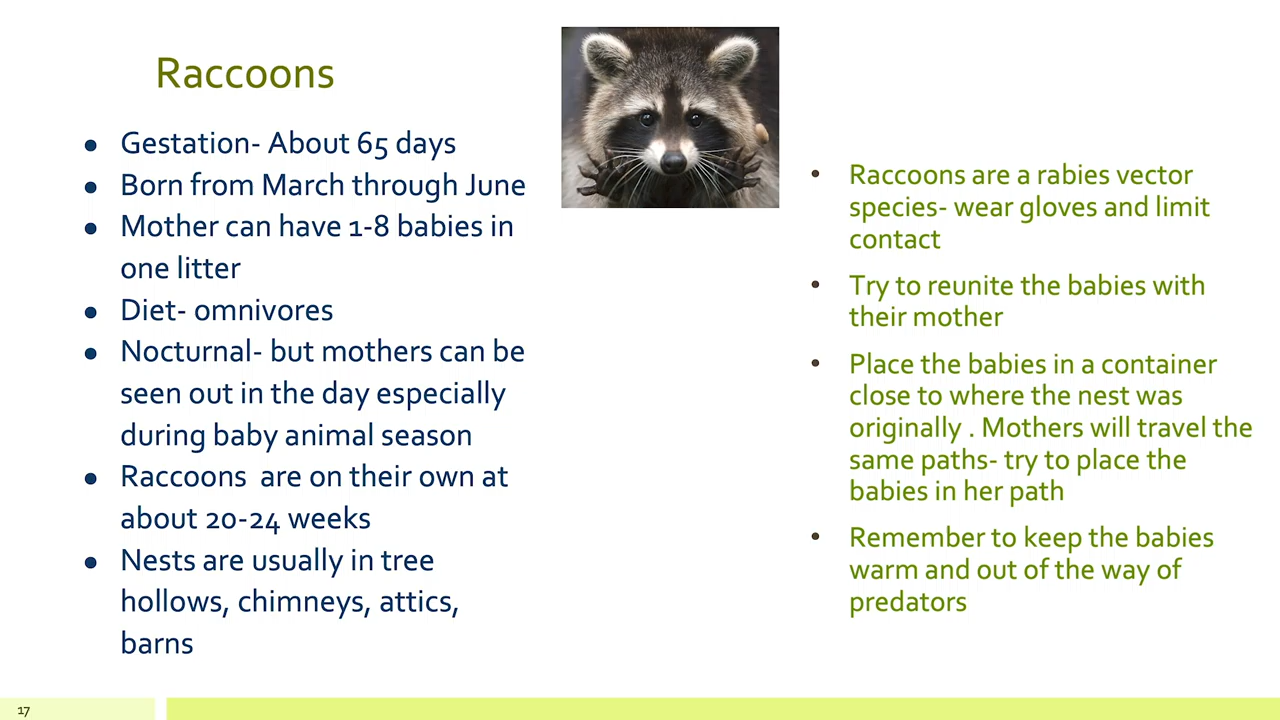 Raccoons
● Gestation- About 65 days
● Born from March through June
● Mother can have 1-8 babies in
one litter
● Diet- omnivores
● Nocturnal- but mothers can be
seen out in the day especially
during baby animal season
● Raccoons  are on their own at
about 20-24 weeks
● Nests are usually in tree
hollows, chimneys, attics,
barns
• Raccoons are a rabies vector
species- wear gloves and limit
contact
• Try to reunite the babies with
their mother
• Place the babies in a container
close to where the nest was
originally . Mothers will travel the
same paths- try to place the
babies in her path
• Remember to keep the babies
warm and out of the way of
predators
17